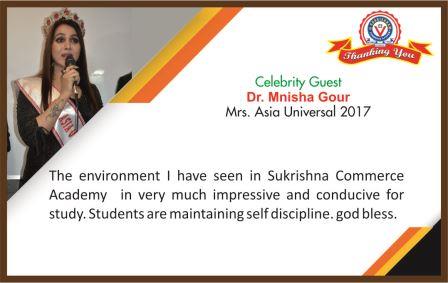 Thanking You
Celebrity Guest
Dr. Mnisha Gour
Mrs. Asia Universal 2017
The environment I have seen in Sukrishna Commerce
Academy in very much impressive and conducive for
study. Students are maintaining self discipline. god bless.